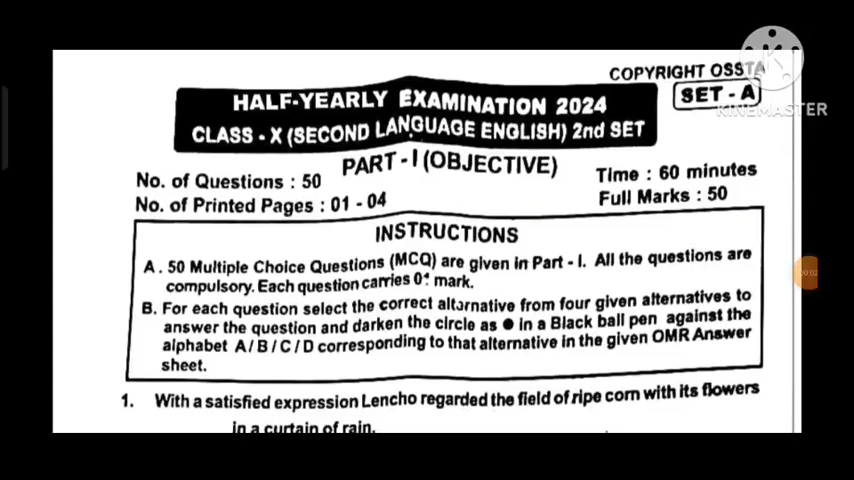 COPYRIGHT OSSTA
SET - A
KINEMASTER
HALF-YEARLY EXAMINATION 2024
CLASS - X (SECOND LANGUAGE ENGLISH) 2nd SET
PART - I (OBJECTIVE)
No. of Questions : 50
Time : 60 minutes
No. of Printed Pages : 01 - 04
Full Marks : 50
INSTRUCTIONS
A. 50 Multiple Choice Questions (MCQ) are given in Part - I. All the questions are
compulsory. Each question carries 01 mark.
B. For each question select the correct alternative from four given alternatives to
answer the question and darken the circle as ● in a Black ball pen against the
alphabet A / B / C / D corresponding to that alternative in the given OMR Answer
sheet.
1. With a satisfied expression Lencho regarded the field of ripe corn with its flowers
in a curtain of rain.
00:02